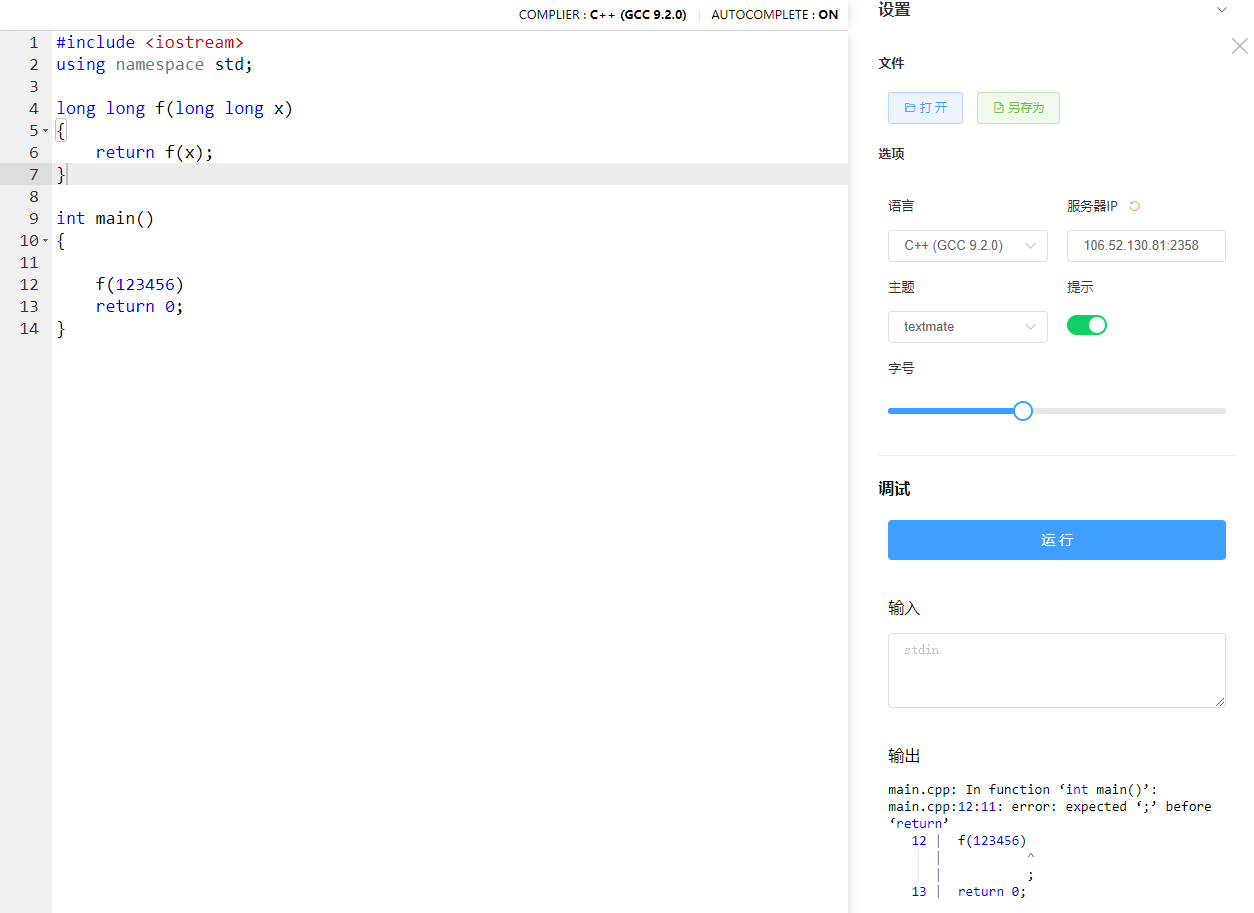 COMPLIER : C++ (GCC 9.2.0) AUTOCOMPLETE : ON
1 #include <iostream>
2 using namespace std;
3
4 long long f(long long x)
5 {
6 return f(x);
7 }
8
9 int main()
10 {
11
12 f(123456)
13 return 0;
14 }
设置
文件
打 开 另存为
选项
语言 服务器IP
C++ (GCC 9.2.0) 106.52.130.81:2358
主题 提示
textmate
字号
调试
运 行
输入
stdin
输出
main.cpp: In function ‘int main()’:
main.cpp:12:11: error: expected ‘;’ before
‘return’
12 | f(123456)
| ^
| ;
13 | return 0;